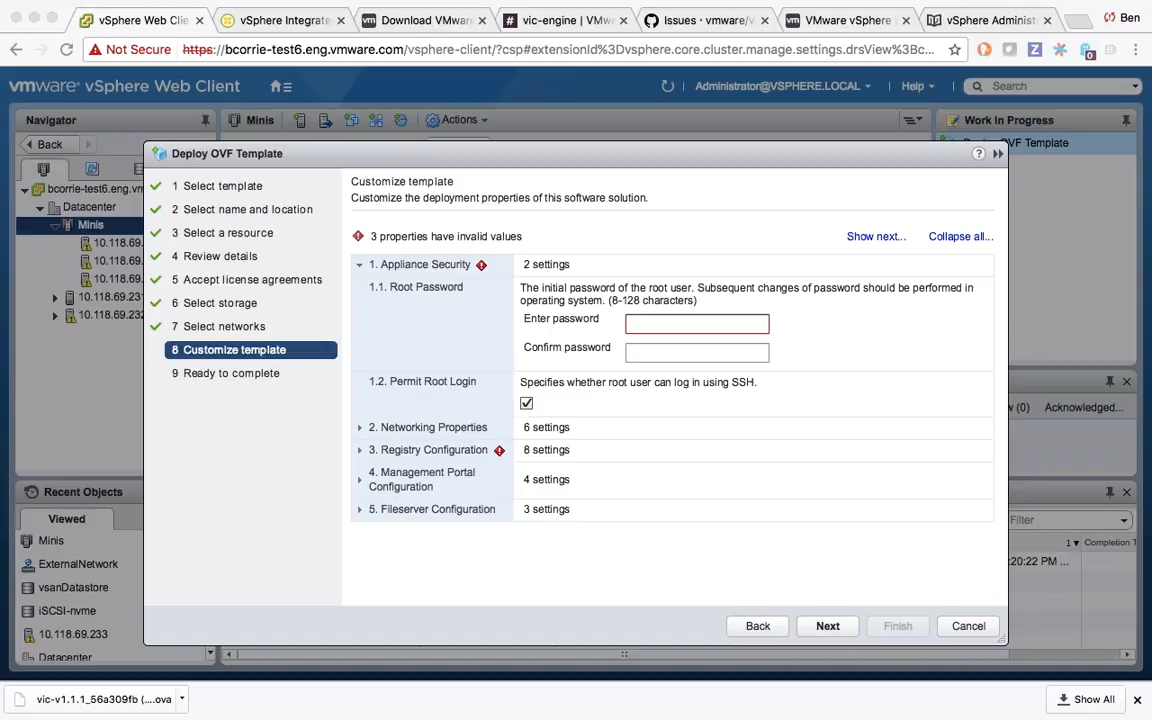 vSphere Web Clie
vSphere Integrate
Download VMwar
vic-engine | VMw
Issues · vmware/v
VMware vSphere
vSphere Administ
Ben
Not Secure
https://bcorrie-test6.eng.vmware.com/vsphere-client/?csp#extensionId%3Dvsphere.core.cluster.manage.settings.drsView%3Bc...
vmware® vSphere Web Client
Administrator@VSPHERE.LOCAL
Help
Search
Navigator
Minis
Actions
Work In Progress
Back
Deploy OVF Template
OVF Template
bcorrie-test6.eng.vm
Datacenter
Minis
10.118.69.
10.118.69.
10.118.69.
10.118.69.231
10.118.69.232
1 Select template
2 Select name and location
3 Select a resource
4 Review details
5 Accept license agreements
6 Select storage
7 Select networks
8 Customize template
9 Ready to complete
Customize template
Customize the deployment properties of this software solution.
3 properties have invalid values
Show next...
Collapse all...
1. Appliance Security
2 settings
1.1. Root Password
The initial password of the root user. Subsequent changes of password should be performed in
operating system. (8-128 characters)
Enter password
Confirm password
1.2. Permit Root Login
Specifies whether root user can log in using SSH.
2. Networking Properties
6 settings
3. Registry Configuration
8 settings
4. Management Portal
Configuration
4 settings
5. Fileserver Configuration
3 settings
Back
Next
Finish
Cancel
w (0)
Acknowledged...
Filter
1
Completion T
:20:22 PM ...
Recent Objects
Viewed
Minis
ExternalNetwork
vsanDatastore
iSCSI-nvme
10.118.69.233
Datacenter
vic-v1.1.1_56a309fb (....ova
Show All